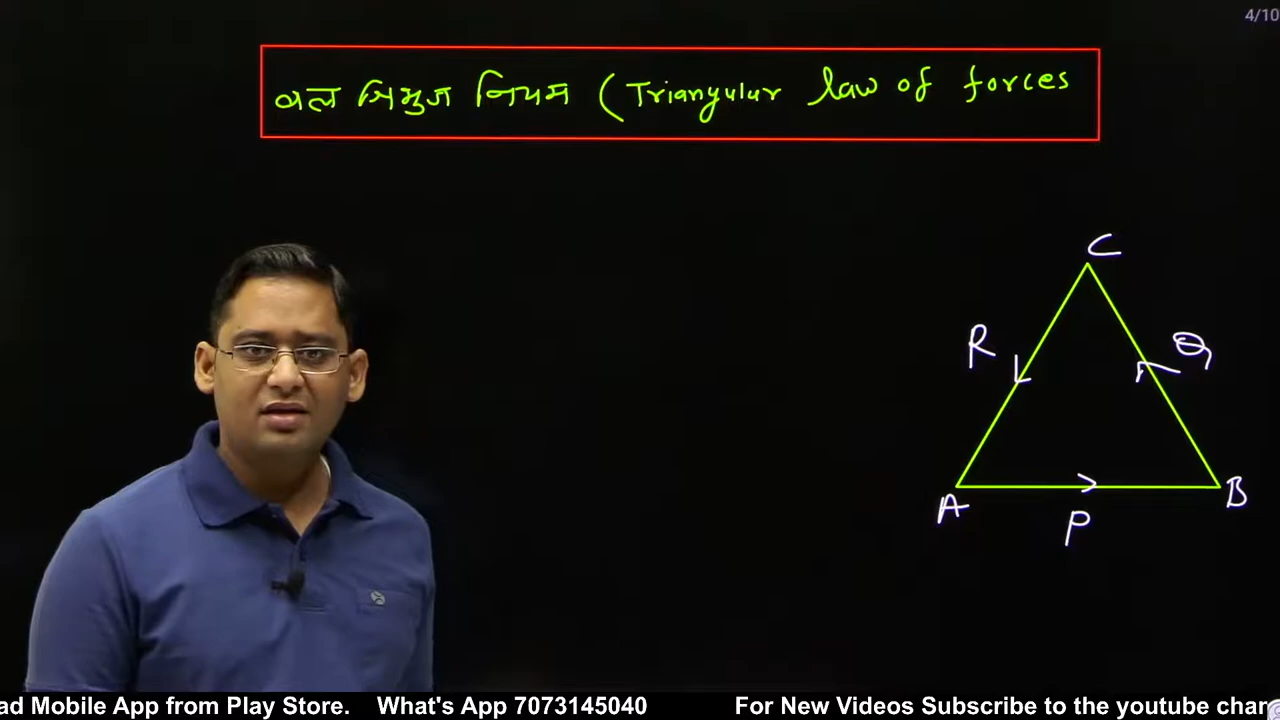 4/10
बल त्रिभुज नियम (Triangular law of forces
C
R
Q
A
B
P
ad Mobile App from Play Store. What's App 7073145040 For New Videos Subscribe to the youtube char